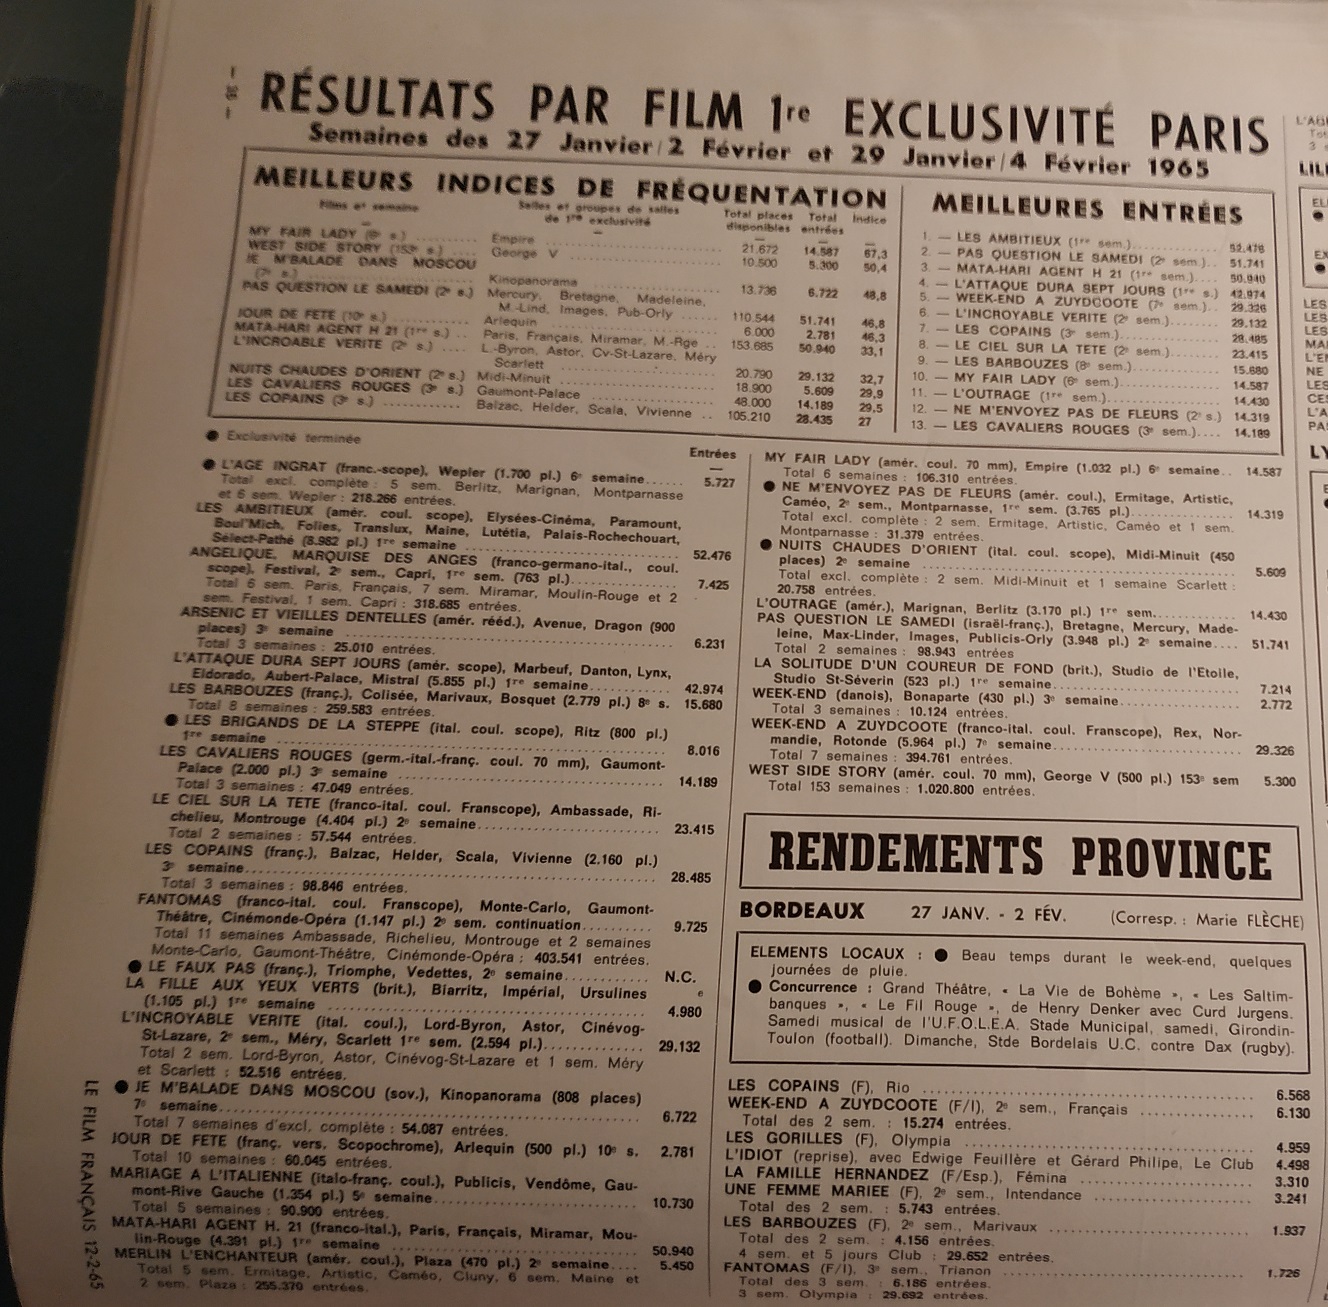 RÉSULTATS PAR FILM 1re EXCLUSIVITÉ PARIS
Semaines des 27 Janvier/2 Février et 29 Janvier/4 Février 1965
MEILLEURS INDICES DE FRÉQUENTATION
Films et semaine Salles et groupes de salles de 1re exclusivité Total places disponibles Total entrées Indice
MY FAIR LADY (6e s.) ........ Empire ........ 21.672 14.587 67,3
WEST SIDE STORY (153e s.) .... George V ........ 10.500 5.300 50,4
JE M'BALADE DANS MOSCOU
(7e s.) ........ Kinopanorama ........ 13.736 6.722 48,8
PAS QUESTION LE SAMEDI (2e s.) Mercury, Bretagne, Madeleine,
M.-Lind, Images, Pub-Orly ....... 110.544 51.741 46,8
JOUR DE FETE (10e s.) ........ Arlequin ........ 6.000 2.781 46,3
MATA-HARI AGENT H 21 (1re s.) .. Paris, Français, Miramar, M.-Rge .. 153.685 50.940 33,1
L'INCROABLE VERITE (2e s.) .... L.-Byron, Astor, Cv-St-Lazare, Méry
Scarlett ........ 20.790 29.132 32,7
NUITS CHAUDES D'ORIENT (2e s.) Midi-Minuit ........ 18.900 5.609 29,9
LES CAVALIERS ROUGES (3e s.) Gaumont-Palace ........ 48.000 14.189 29,5
LES COPAINS (3e s.) ........ Balzac, Helder, Scala, Vivienne .. 105.210 28.435 27
MEILLEURES ENTRÉES
1. — LES AMBITIEUX (1re sem.)........ 52.476
2. — PAS QUESTION LE SAMEDI (2e sem.).. 51.741
3. — MATA-HARI AGENT H 21 (1re sem.).... 50.940
4. — L'ATTAQUE DURA SEPT JOURS (1re s.) 42.974
5. — WEEK-END A ZUYDCOOTE (7e sem.).... 29.326
6. — L'INCROYABLE VERITE (2e sem.)...... 29.132
7. — LES COPAINS (3e sem.)........ 28.485
8. — LE CIEL SUR LA TETE (2e sem.)...... 23.415
9. — LES BARBOUZES (8e sem.)........ 15.680
10. — MY FAIR LADY (6e sem.)........ 14.587
11. — L'OUTRAGE (1re sem.)........ 14.430
12. — NE M'ENVOYEZ PAS DE FLEURS (2e s.) 14.319
13. — LES CAVALIERS ROUGES (3e sem.).... 14.189
● Exclusivité terminée
Entrées
● L'AGE INGRAT (franc.-scope), Wepler (1.700 pl.) 6e semaine...... 5.727
Total excl. complète : 5 sem. Berlitz, Marignan, Montparnasse
et 6 sem. Wepler : 218.266 entrées.
LES AMBITIEUX (amér. coul. scope), Elysées-Cinéma, Paramount,
Boul'Mich, Folies, Translux, Maine, Lutétia, Palais-Rochechouart,
Select-Pathé (8.982 pl.) 1re semaine ........ 52.476
ANGELIQUE, MARQUISE DES ANGES (franco-germano-ital., coul.
scope), Festival, 2e sem., Capri, 1re sem. (763 pl.)........ 7.425
Total 6 sem. Paris, Français, 7 sem. Miramar, Moulin-Rouge et 2
sem. Festival, 1 sem. Capri : 318.685 entrées.
ARSENIC ET VIEILLES DENTELLES (amér. rééd.), Avenue, Dragon (900
places) 3e semaine ........ 6.231
Total 3 semaines : 25.010 entrées.
L'ATTAQUE DURA SEPT JOURS (amér. scope), Marbeuf, Danton, Lynx,
Eldorado, Aubert-Palace, Mistral (5.855 pl.) 1re semaine........ 42.974
LES BARBOUZES (franç.), Colisée, Marivaux, Bosquet (2.779 pl.) 8e s. 15.680
Total 8 semaines : 259.583 entrées.
● LES BRIGANDS DE LA STEPPE (ital. coul. scope), Ritz (800 pl.)
1re semaine ........ 8.016
LES CAVALIERS ROUGES (germ.-ital.-franç. coul. 70 mm), Gaumont-
Palace (2.000 pl.) 3e semaine ........ 14.189
Total 3 semaines : 47.049 entrées.
LE CIEL SUR LA TETE (franco-ital. coul. Franscope), Ambassade, Ri-
chelieu, Montrouge (4.404 pl.) 2e semaine........ 23.415
Total 2 semaines : 57.544 entrées.
LES COPAINS (franç.), Balzac, Helder, Scala, Vivienne (2.160 pl.)
3e semaine........ 28.485
Total 3 semaines : 98.846 entrées.
FANTOMAS (franco-ital. coul. Franscope), Monte-Carlo, Gaumont-
Théâtre, Cinémonde-Opéra (1.147 pl.) 2e sem. continuation........ 9.725
Total 11 semaines Ambassade, Richelieu, Montrouge et 2 semaines
Monte-Carlo, Gaumont-Théâtre, Cinémonde-Opéra : 403.541 entrées.
● LE FAUX PAS (franç.), Triomphe, Vedettes, 2e semaine........ N.C.
LA FILLE AUX YEUX VERTS (brit.), Biarritz, Impérial, Ursulines
(1.105 pl.) 1re semaine ........ 4.980
L'INCROYABLE VERITE (ital. coul.), Lord-Byron, Astor, Cinévog-
St-Lazare, 2e sem., Méry, Scarlett 1re sem. (2.594 pl.)........ 29.132
Total 2 sem. Lord-Byron, Astor, Cinévog-St-Lazare et 1 sem. Méry
et Scarlett : 52.516 entrées.
● JE M'BALADE DANS MOSCOU (sov.), Kinopanorama (808 places)
7e semaine........ 6.722
Total 7 semaines d'excl. complète : 54.087 entrées.
JOUR DE FETE (franç. vers. Scopochrome), Arlequin (500 pl.) 10e s. 2.781
Total 10 semaines : 60.045 entrées.
MARIAGE A L'ITALIENNE (italo-franç. coul.), Publicis, Vendôme, Gau-
mont-Rive Gauche (1.354 pl.) 5e semaine........ 10.730
Total 5 semaines : 90.900 entrées.
MATA-HARI AGENT H. 21 (franco-ital.), Paris, Français, Miramar, Mou-
lin-Rouge (4.391 pl.) 1re semaine ........ 50.940
MERLIN L'ENCHANTEUR (amér. coul.), Plaza (470 pl.) 2e semaine.... 5.450
Total 5 sem. Ermitage, Artistic, Caméo, Cluny, 6 sem. Maine et
2 sem. Plaza : 255.370 entrées.
MY FAIR LADY (amér. coul. 70 mm), Empire (1.032 pl.) 6e semaine.. 14.587
Total 6 semaines : 106.310 entrées.
● NE M'ENVOYEZ PAS DE FLEURS (amér. coul.), Ermitage, Artistic,
Caméo, 2e sem., Montparnasse, 1re sem. (3.765 pl.)........ 14.319
Total excl. complète : 2 sem. Ermitage, Artistic, Caméo et 1 sem.
Montparnasse : 31.379 entrées.
● NUITS CHAUDES D'ORIENT (ital. coul. scope), Midi-Minuit (450
places) 2e semaine ........ 5.609
Total excl. complète : 2 sem. Midi-Minuit et 1 semaine Scarlett :
20.758 entrées.
L'OUTRAGE (amér.), Marignan, Berlitz (3.170 pl.) 1re sem........ 14.430
PAS QUESTION LE SAMEDI (israël-franç.), Bretagne, Mercury, Made-
leine, Max-Linder, Images, Publicis-Orly (3.948 pl.) 2e semaine.... 51.741
Total 2 semaines : 98.943 entrées
LA SOLITUDE D'UN COUREUR DE FOND (brit.), Studio de l'Etoile,
Studio St-Séverin (523 pl.) 1re semaine........ 7.214
WEEK-END (danois), Bonaparte (430 pl.) 3e semaine........ 2.772
Total 3 semaines : 10.124 entrées.
WEEK-END A ZUYDCOOTE (franco-ital. coul. Franscope), Rex, Nor-
mandie, Rotonde (5.964 pl.) 7e semaine........ 29.326
Total 7 semaines : 394.761 entrées.
WEST SIDE STORY (amér. coul. 70 mm), George V (500 pl.) 153e sem 5.300
Total 153 semaines : 1.020.800 entrées.
RENDEMENTS PROVINCE
BORDEAUX 27 JANV. - 2 FÉV. (Corresp. : Marie FLÈCHE)
ELEMENTS LOCAUX : ● Beau temps durant le week-end, quelques
journées de pluie.
● Concurrence : Grand Théâtre, « La Vie de Bohème », « Les Saltim-
banques », « Le Fil Rouge », de Henry Denker avec Curd Jurgens.
Samedi musical de l'U.F.O.L.E.A. Stade Municipal, samedi, Girondin-
Toulon (football). Dimanche, Stde Bordelais U.C. contre Dax (rugby).
LES COPAINS (F), Rio ........ 6.568
WEEK-END A ZUYDCOOTE (F/I), 2e sem., Français ........ 6.130
Total des 2 sem. : 15.274 entrées.
LES GORILLES (F), Olympia ........ 4.959
L'IDIOT (reprise), avec Edwige Feuillère et Gérard Philipe, Le Club 4.498
LA FAMILLE HERNANDEZ (F/Esp.), Fémina ........ 3.310
UNE FEMME MARIEE (F), 2e sem., Intendance ........ 3.241
Total des 2 sem. : 5.743 entrées.
LES BARBOUZES (F), 2e sem., Marivaux ........ 1.937
Total des 2 sem. : 4.156 entrées.
4 sem. et 5 jours Club : 29.652 entrées.
FANTOMAS (F/I), 3e sem., Trianon ........ 1.726
Total des 3 sem. : 6.186 entrées.
3 sem. Olympia : 29.692 entrées.
LE FILM FRANÇAIS 12-2-65